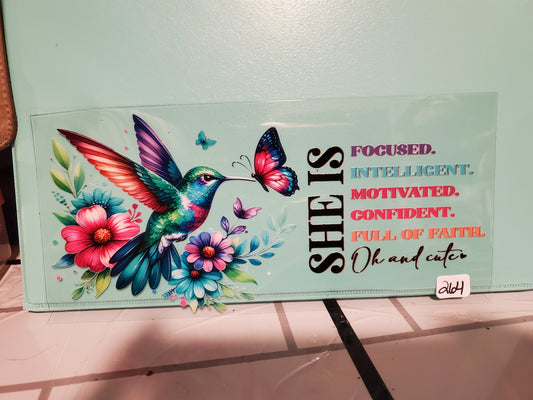 SHE IS
FOCUSED.
INTELLIGENT.
MOTIVATED.
CONFIDENT.
FULL OF FAITH.
Oh and cute
264